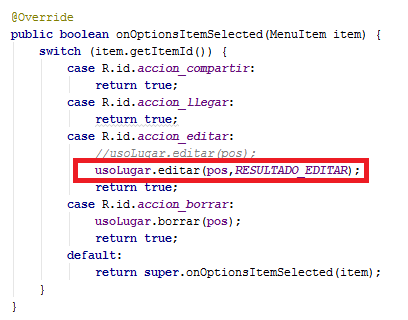 @Override
public boolean onOptionsItemSelected(MenuItem item) {
    switch (item.getItemId()) {
        case R.id.accion_compartir:
            return true;
        case R.id.accion_llegar:
            return true;
        case R.id.accion_editar:
            //usoLugar.editar(pos);
            usoLugar.editar(pos,RESULTADO_EDITAR);
            return true;
        case R.id.accion_borrar:
            usoLugar.borrar(pos);
            return true;
        default:
            return super.onOptionsItemSelected(item);
    }
}